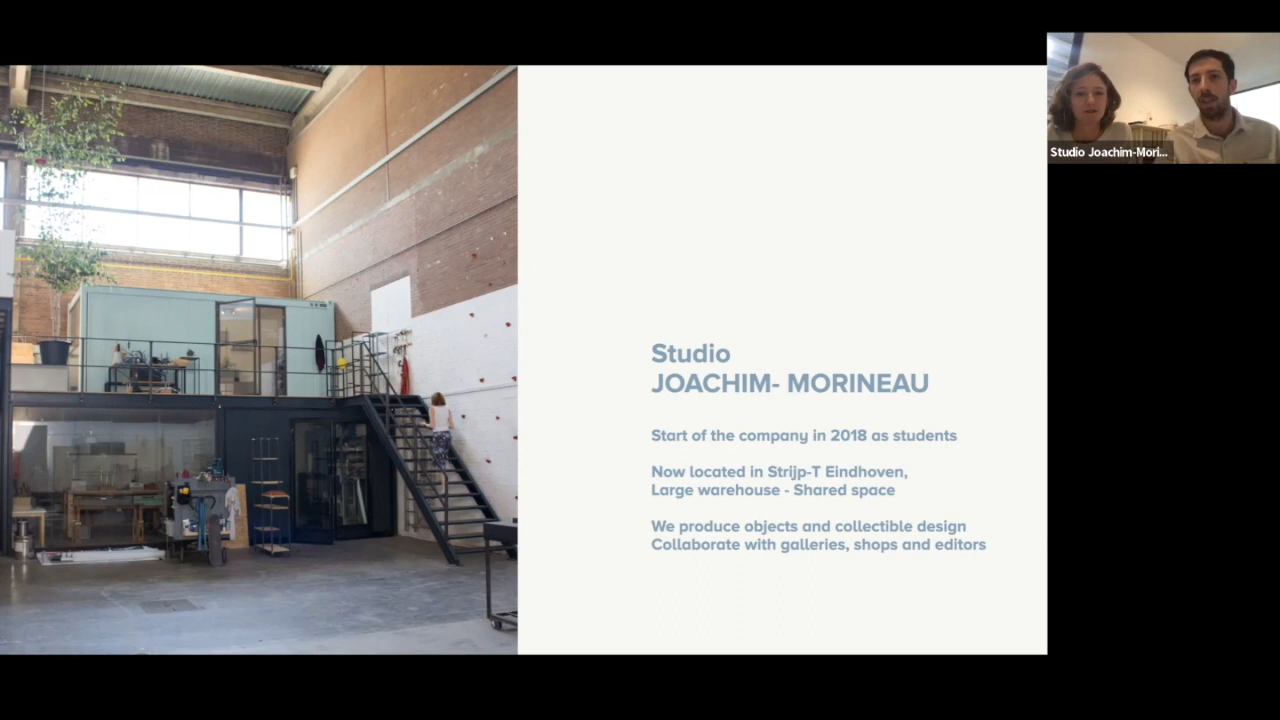 Studio
JOACHIM- MORINEAU
Start of the company in 2018 as students
Now located in Strijp-T Eindhoven,
Large warehouse - Shared space
We produce objects and collectible design
Collaborate with galleries, shops and editors
Studio Joachim-Mori...